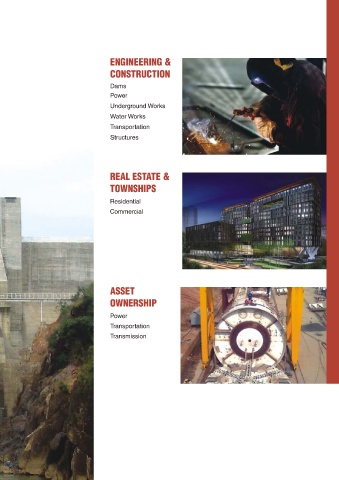 ENGINEERING &
CONSTRUCTION
Dams
Power
Underground Works
Water Works
Transportation
Structures
REAL ESTATE &
TOWNSHIPS
Residential
Commercial
ASSET
OWNERSHIP
Power
Transportation
Transmission